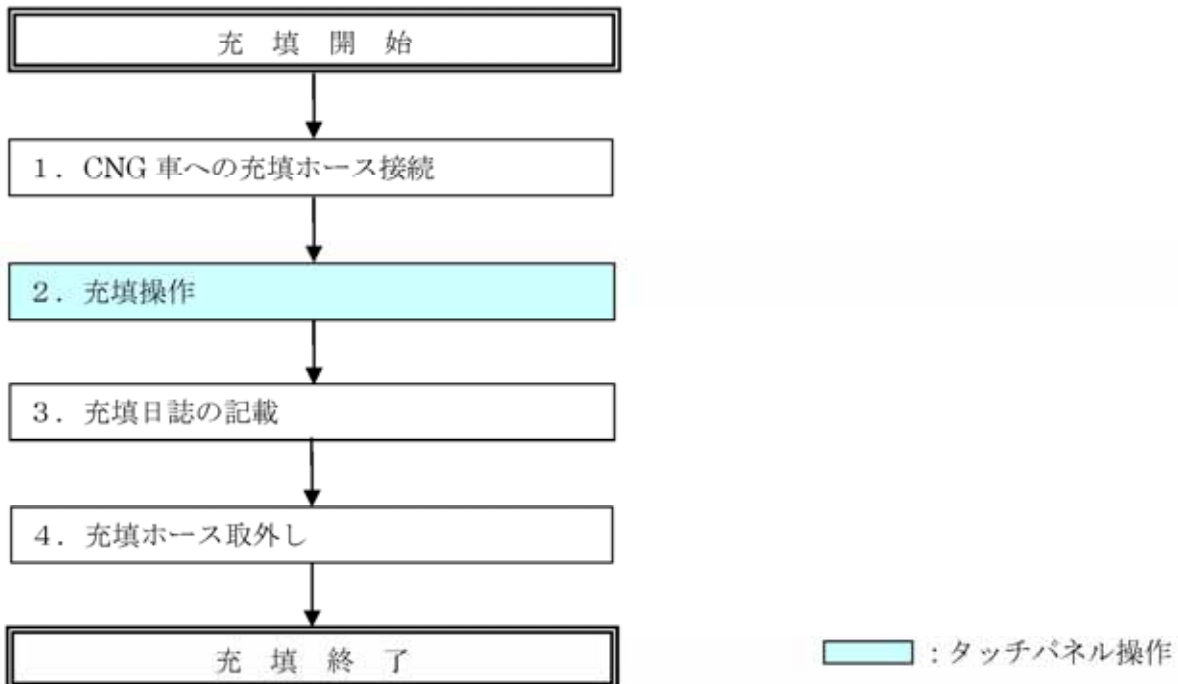 充 填 開 始
1. CNG 車への充填ホース接続
2. 充填操作
3. 充填日誌の記載
4. 充填ホース取外し
充 填 終 了
:タッチパネル操作